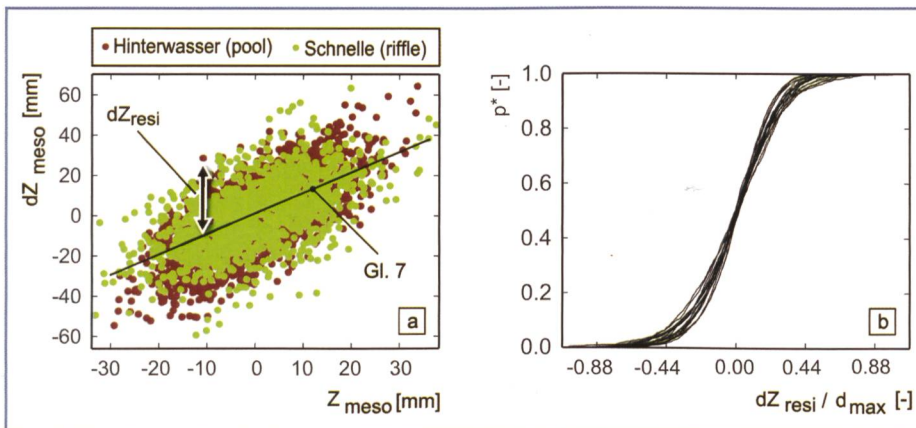 Hinterwasser (pool) Schnelle (riffle)
dZ meso [mm]
60
40
20
0
-20
-40
-60
dZresi
Gl. 7
a
-30 -20 -10 0 10 20 30
Z meso [mm]
p* [-]
1.0
0.8
0.6
0.4
0.2
0.0
b
-0.88 -0.44 0.00 0.44 0.88
dZ resi / d max [-]